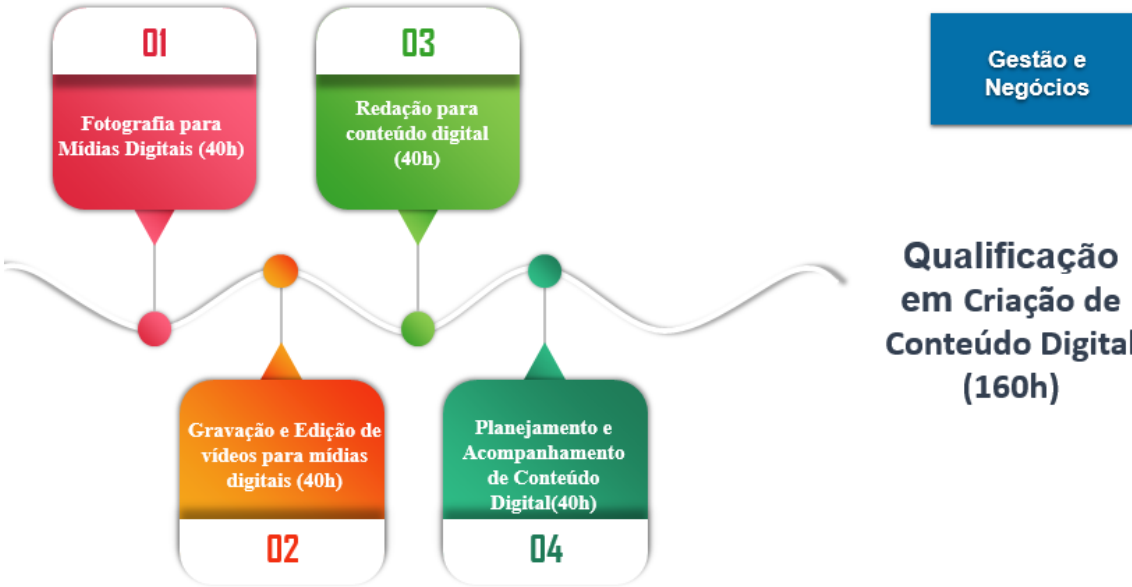 01
Fotografia para
Mídias Digitais (40h)
03
Redação para
conteúdo digital
(40h)
Gravação e Edição de
vídeos para mídias
digitais (40h)
02
Planejamento e
Acompanhamento
de Conteúdo
Digital(40h)
04
Gestão e
Negócios
Qualificação
em Criação de
Conteúdo Digital
(160h)